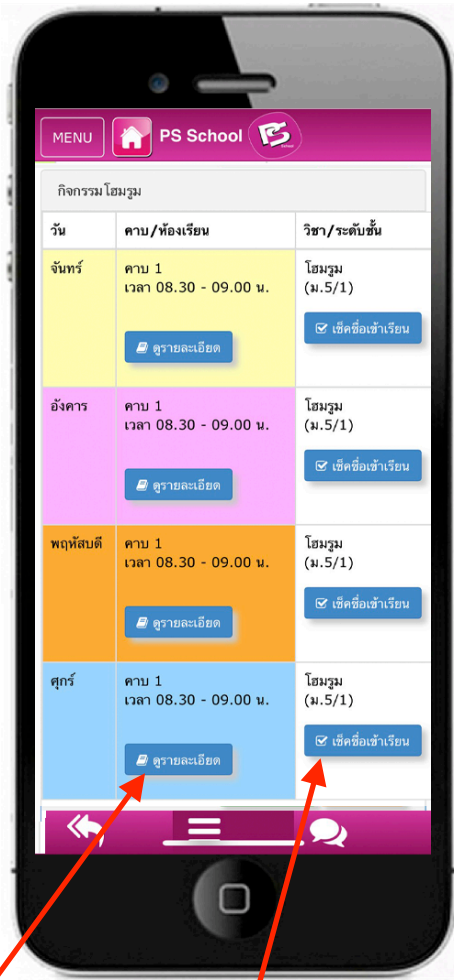 MENU PS School PS
กิจกรรมโฮมรูม
วัน คาบ/ห้องเรียน วิชา/ระดับชั้น
จันทร์ คาบ 1 โฮมรูม
เวลา 08.30 - 09.00 น. (ม.5/1)
เช็คชื่อเข้าเรียน
ดูรายละเอียด
อังคาร คาบ 1 โฮมรูม
เวลา 08.30 - 09.00 น. (ม.5/1)
เช็คชื่อเข้าเรียน
ดูรายละเอียด
พฤหัสบดี คาบ 1 โฮมรูม
เวลา 08.30 - 09.00 น. (ม.5/1)
เช็คชื่อเข้าเรียน
ดูรายละเอียด
ศุกร์ คาบ 1 โฮมรูม
เวลา 08.30 - 09.00 น. (ม.5/1)
เช็คชื่อเข้าเรียน
ดูรายละเอียด